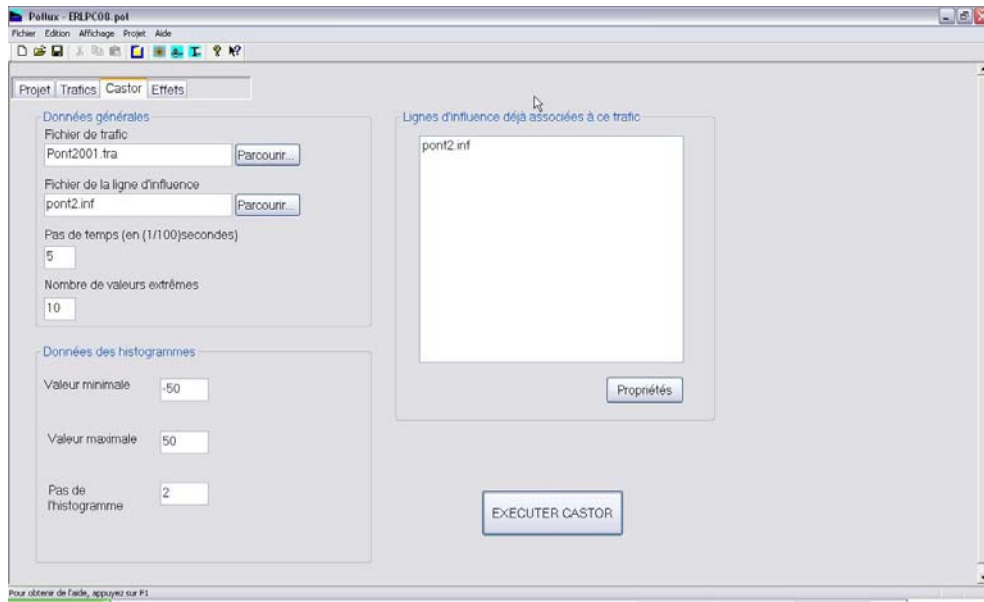 Pollux - ERLPC08.pol
Fichier Edition Affichage Projet Aide
Projet Trafics Castor Effets
Données générales
Fichier de trafic
Pont2001.tra Parcourir...
Fichier de la ligne d'influence
pont2.inf Parcourir...
Pas de temps (en (1/100)secondes)
5
Nombre de valeurs extrêmes
10
Données des histogrammes
Valeur minimale -50
Valeur maximale 50
Pas de
l'histogramme 2
Lignes d'influence déjà associées à ce trafic
pont2.inf
Propriétés
EXECUTER CASTOR
Pour obtenir de l'aide, appuyez sur F1